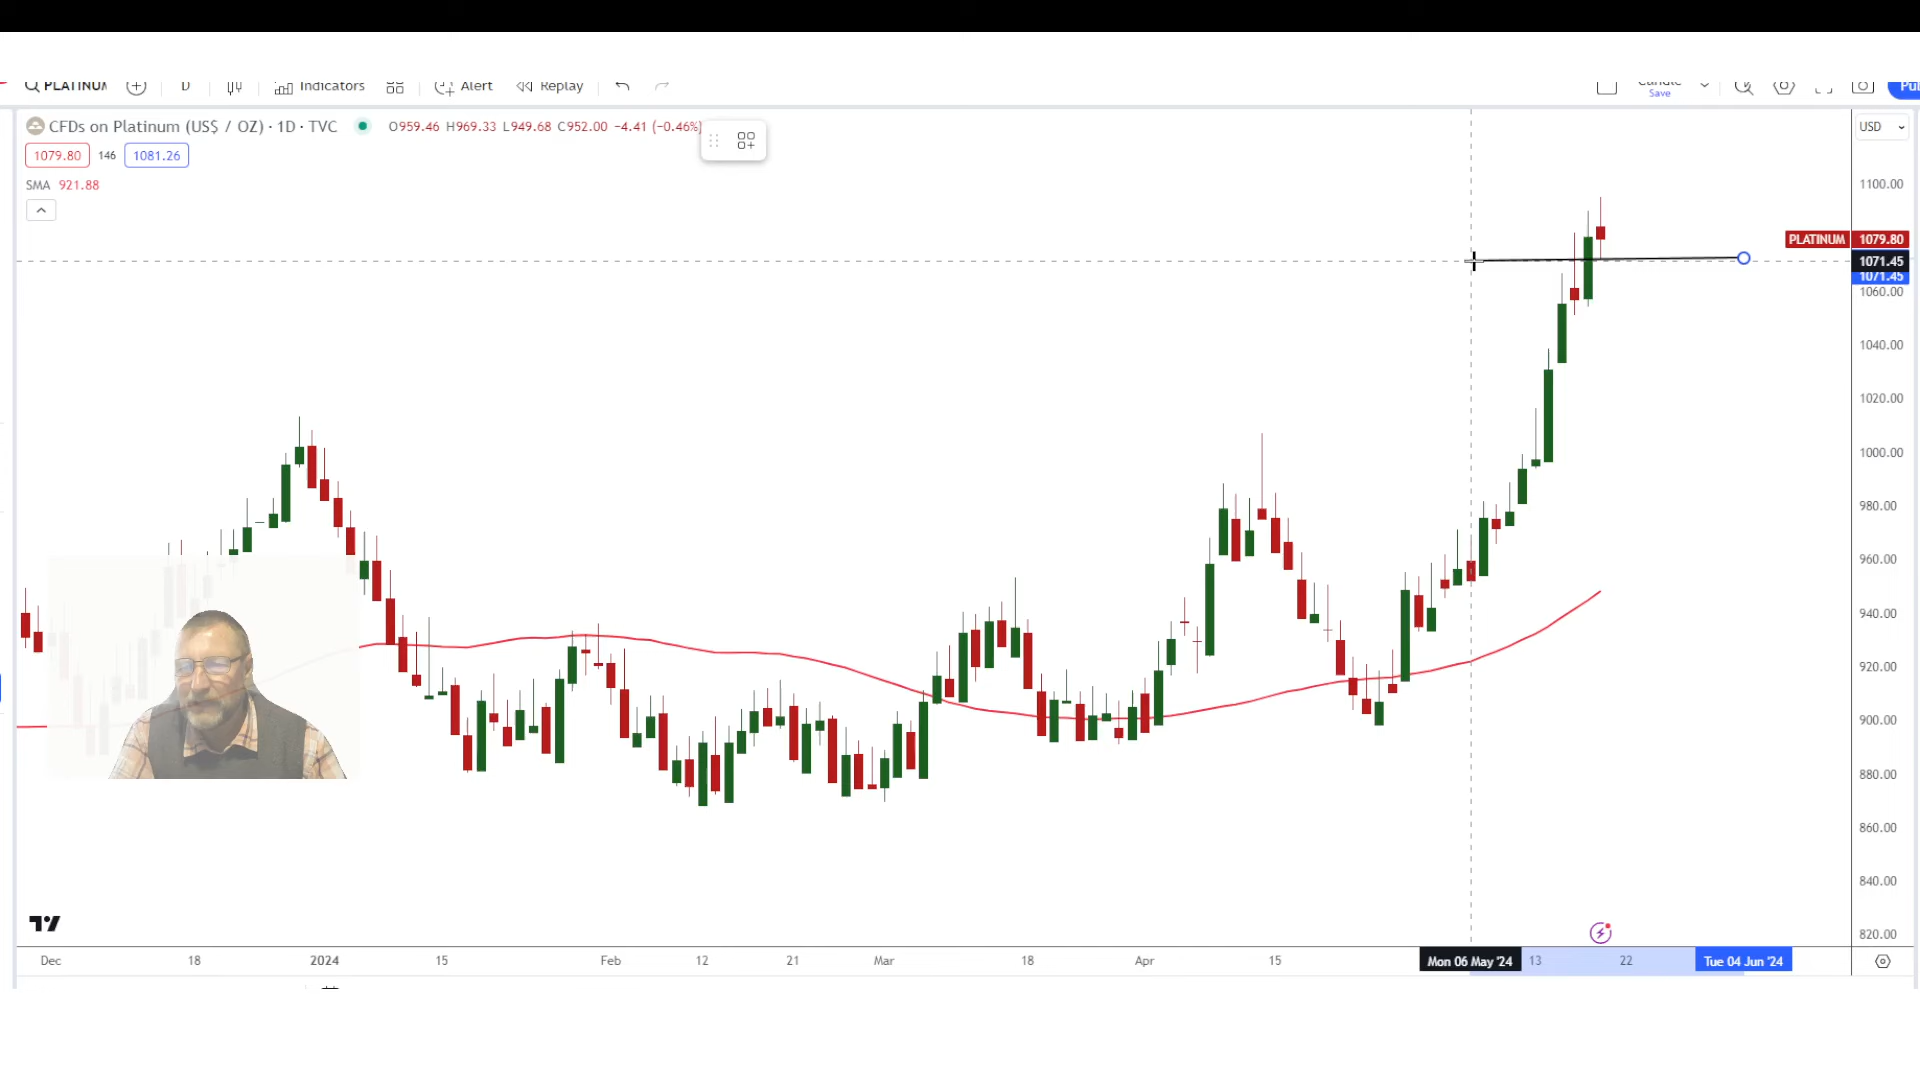 PLATINUM D Indicators Alert Replay
Save
Pul
CFDs on Platinum (US$ / OZ) · 1D · TVC O959.46 H969.33 L949.68 C952.00 −4.41 (−0.46%)
USD
1079.80 146 1081.26
SMA 921.88
1100.00
PLATINUM 1079.80
1071.45
1071.45
1060.00
1040.00
1020.00
1000.00
980.00
960.00
940.00
920.00
900.00
880.00
860.00
840.00
820.00
Dec 18 2024 15 Feb 12 21 Mar 18 Apr 15 Mon 06 May '24 13 22 Tue 04 Jun '24